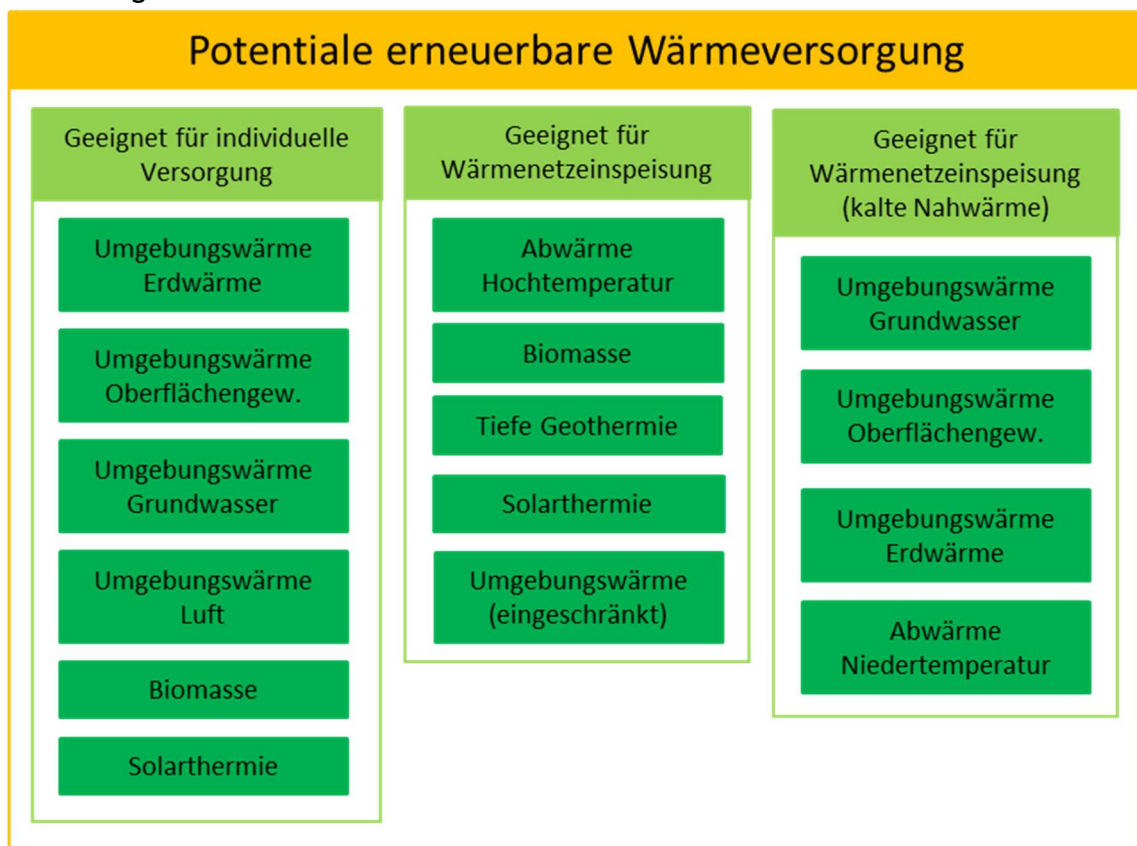 Potentiale erneuerbare Wärmeversorgung
Geeignet für individuelle
Versorgung
Umgebungswärme
Erdwärme
Umgebungswärme
Oberflächengew.
Umgebungswärme
Grundwasser
Umgebungswärme
Luft
Biomasse
Solarthermie
Geeignet für
Wärmenetzeinspeisung
Abwärme
Hochtemperatur
Biomasse
Tiefe Geothermie
Solarthermie
Umgebungswärme
(eingeschränkt)
Geeignet für
Wärmenetzeinspeisung
(kalte Nahwärme)
Umgebungswärme
Grundwasser
Umgebungswärme
Oberflächengew.
Umgebungswärme
Erdwärme
Abwärme
Niedertemperatur